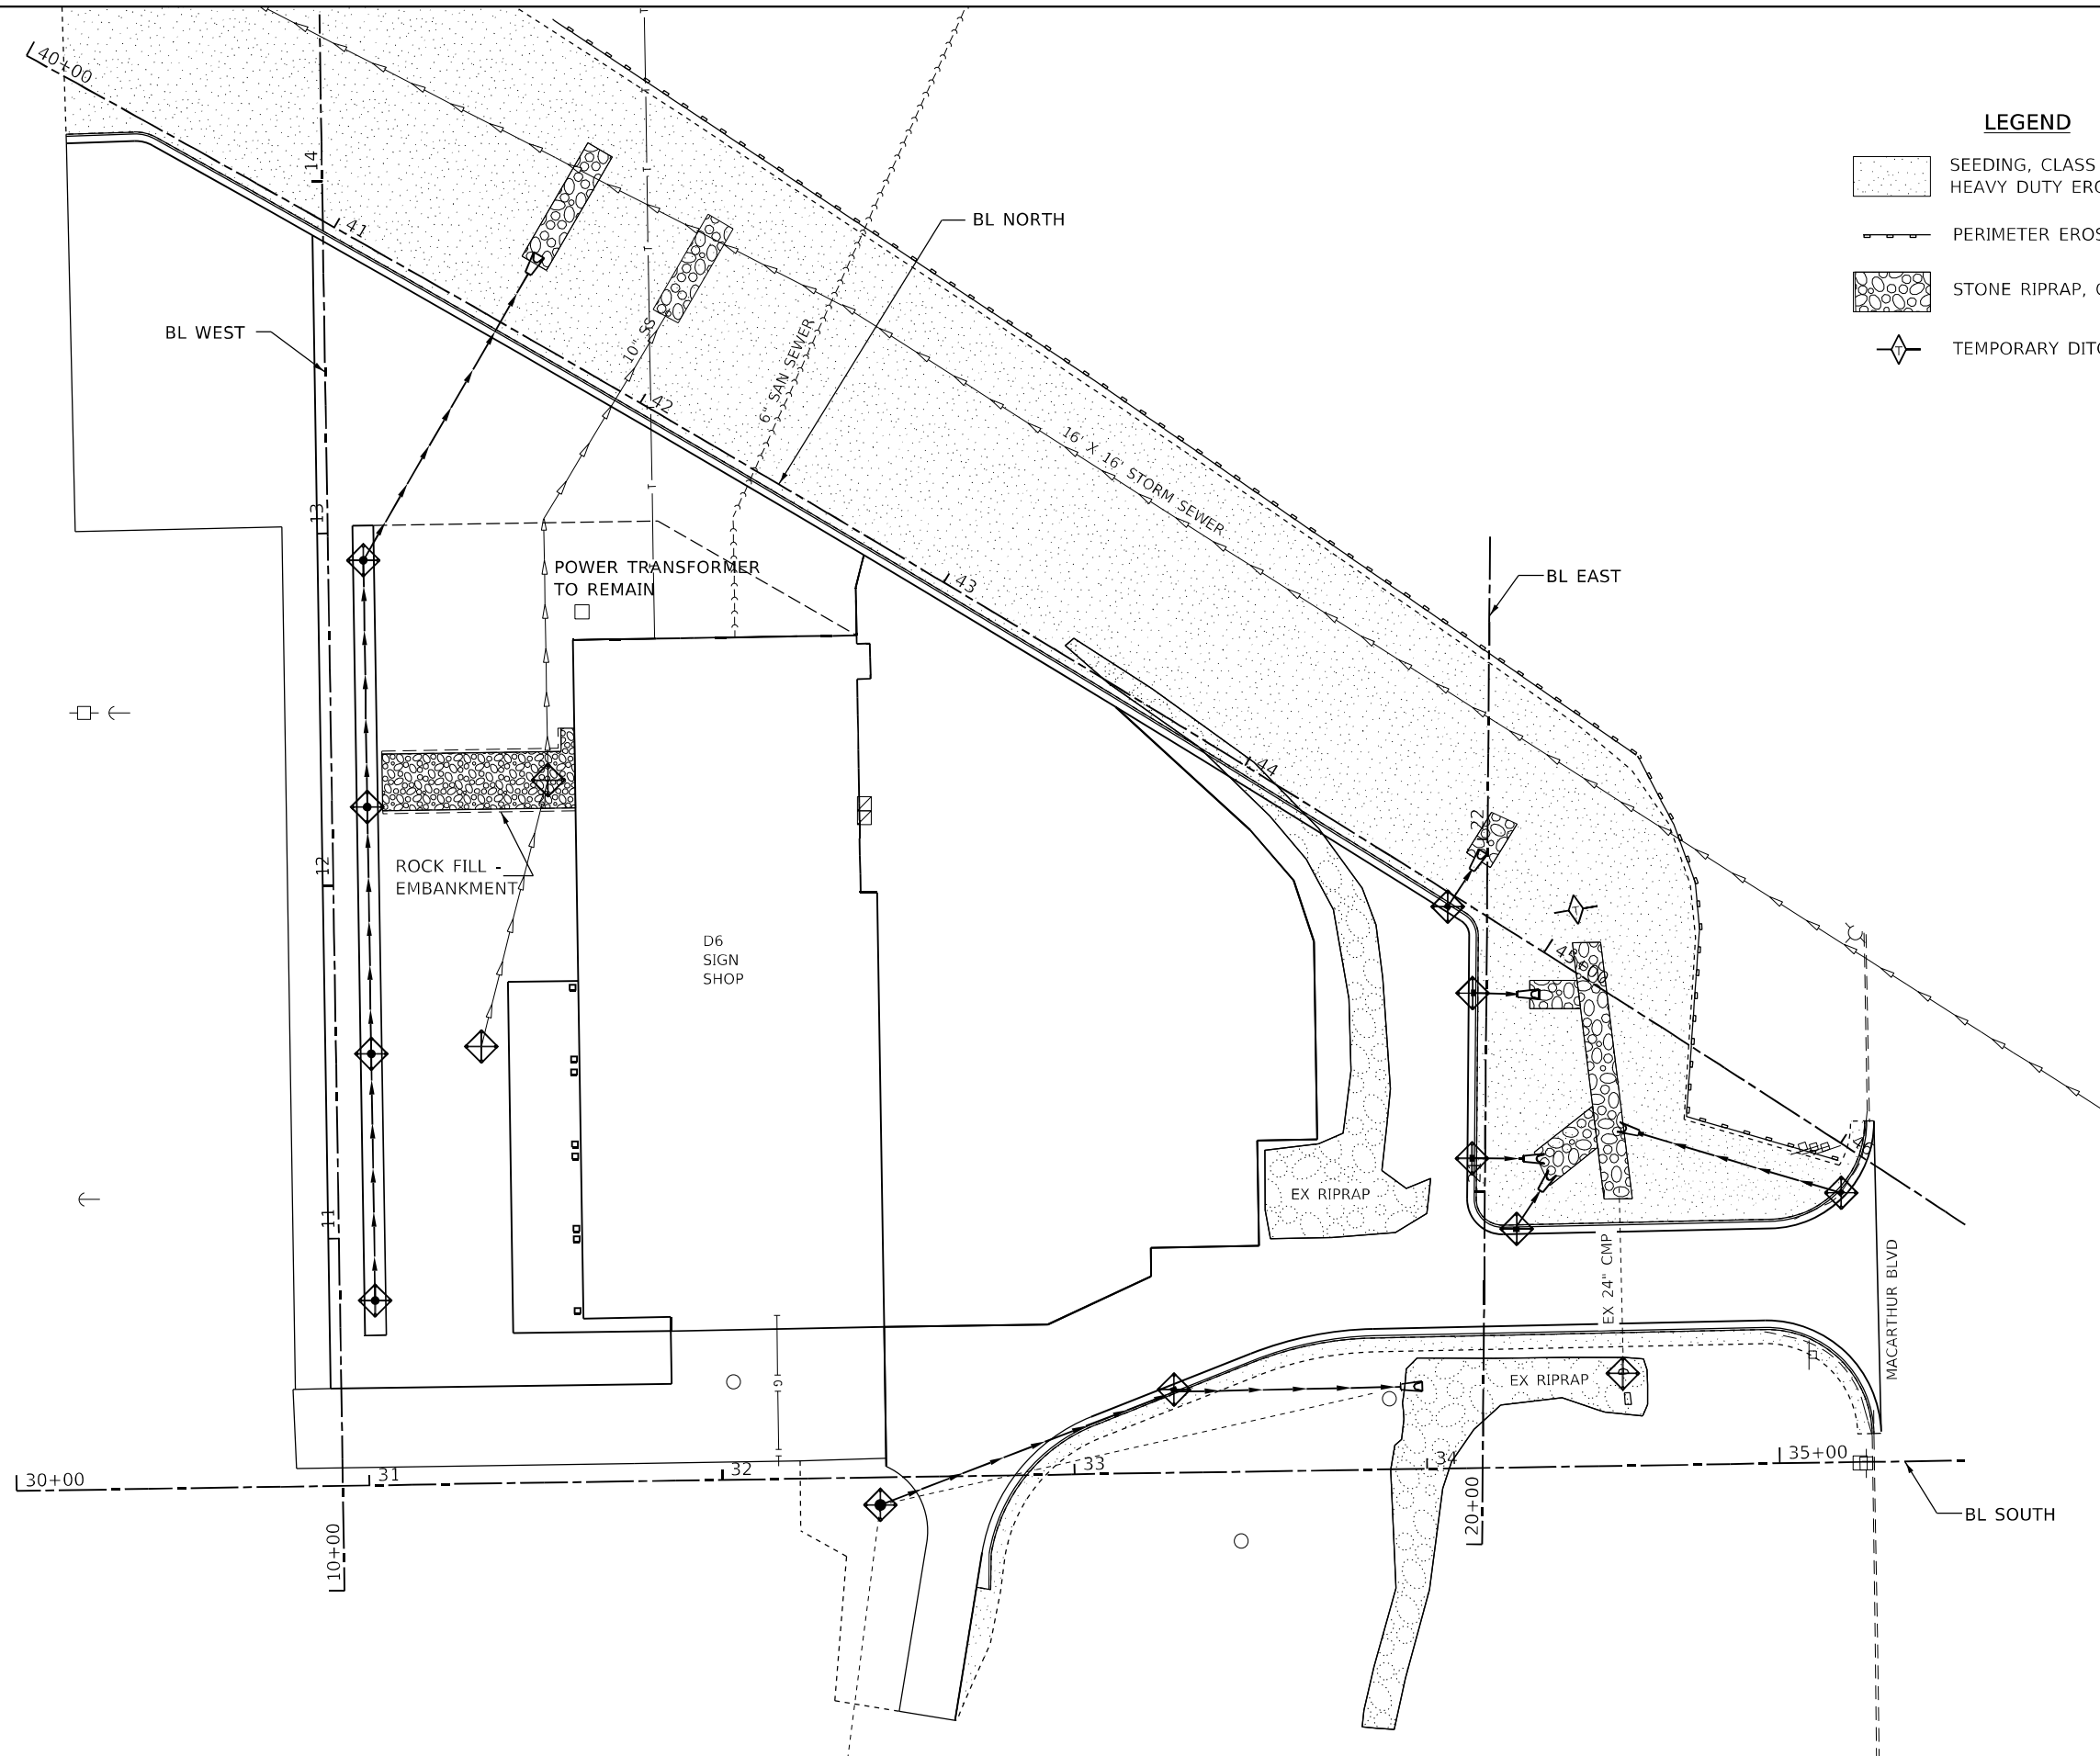 40+00
14
41
BL NORTH
LEGEND
SEEDING, CLASS
HEAVY DUTY ERO
PERIMETER EROS
STONE RIPRAP,
T
TEMPORARY DITC
BL WEST
10" SS
6" SAN SEWER
42
16' X 16' STORM SEWER
13
POWER TRANSFORMER
TO REMAIN
43
BL EAST
44
22
12
ROCK FILL -
EMBANKMENT
D6
SIGN
SHOP
T
45+00
11
EX RIPRAP
EX 24" CMP
MACARTHUR BLVD
G
EX RIPRAP
30+00
31
32
33
34
35+00
10+00
20+00
BL SOUTH